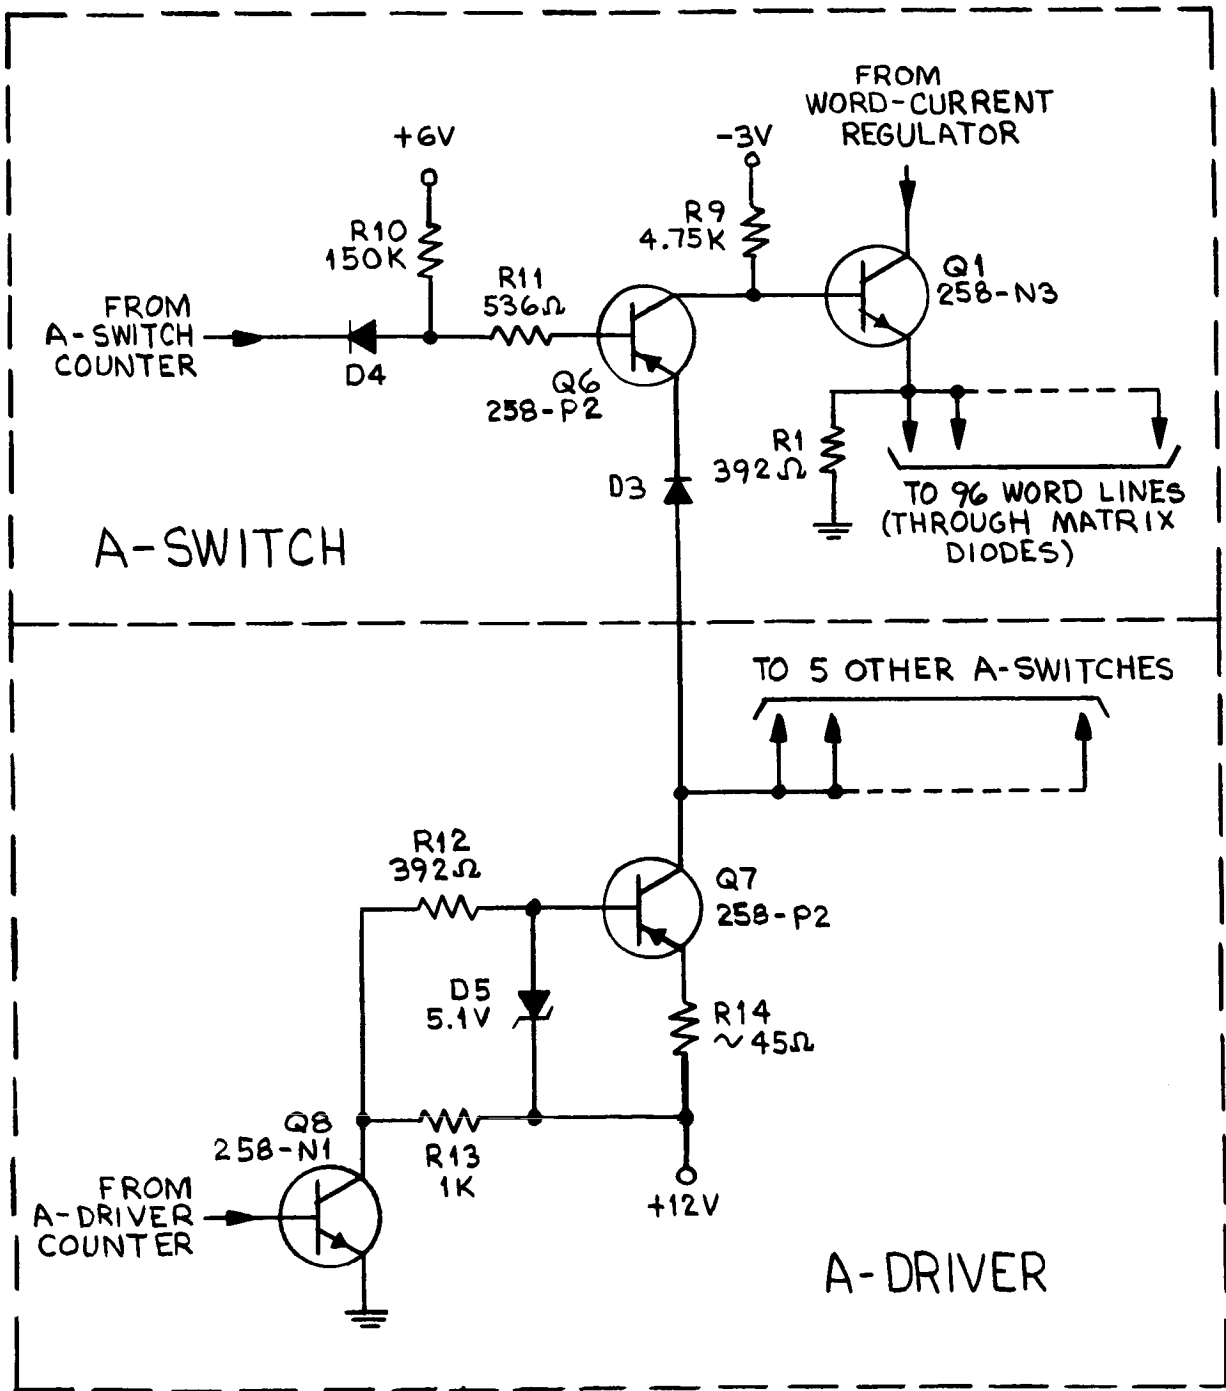 FROM
WORD-CURRENT
REGULATOR
+6V
-3V
R10
150K
R9
4.75K
R11
536Ω
Q1
258-N3
FROM
A-SWITCH
COUNTER
D4
Q6
258-P2
R1
392Ω
D3
TO 96 WORD LINES
(THROUGH MATRIX
DIODES)
A-SWITCH
TO 5 OTHER A-SWITCHES
R12
392Ω
Q7
258-P2
D5
5.1V
R14
~45Ω
Q8
258-N1
R13
1K
+12V
FROM
A-DRIVER
COUNTER
A-DRIVER